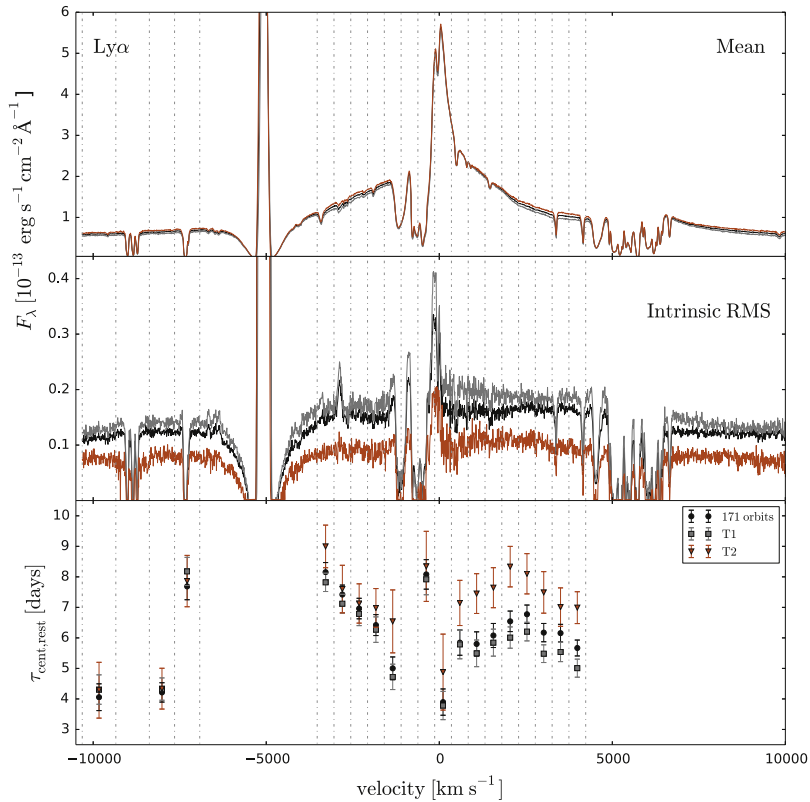 Lyα
Mean
6
5
4
3
2
1
F_λ [10^−13 erg s^−1 cm^−2 Å^−1]
Intrinsic RMS
0.4
0.3
0.2
0.1
171 orbits
T1
T2
10
9
8
7
6
5
4
3
τ_cent,rest [days]
−10000
−5000
0
5000
10000
velocity [km s^−1]